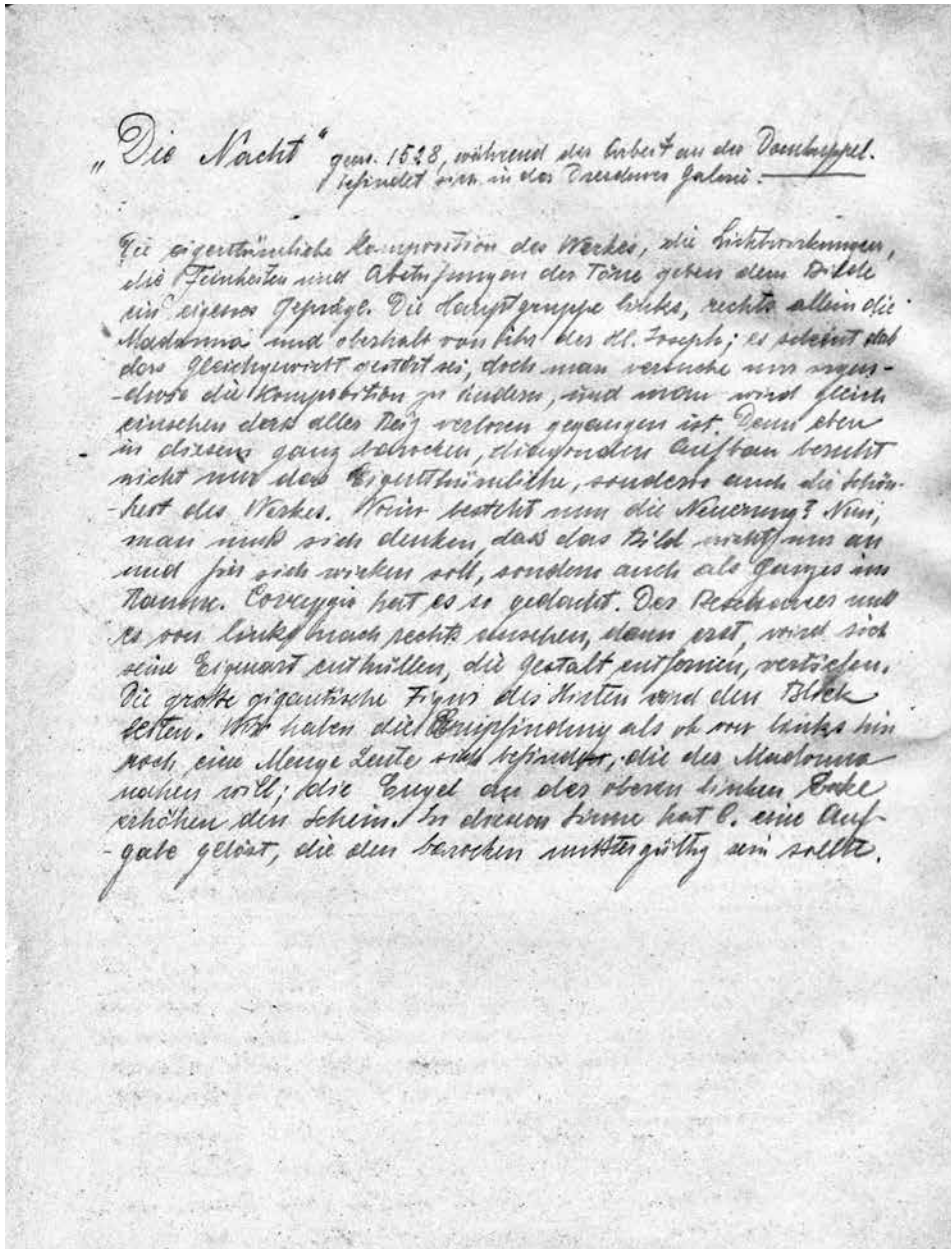 „Die Nacht“ gem. 1528, während der Arbeit an der Domkuppel.
befindet sich in der Dresdener Galerie.
Die eigenthümliche Komposition des Werkes, die Lichtwirkungen,
die Feinheiten und Abstufungen der Töne geben dem Bilde
ein eigenes Gepräge. Die Hauptgruppe links, rechts allein die
Madonna und oberhalb von ihr der Hl. Joseph; es scheint daß
das Gleichgewicht gestört sei, doch man versuche nur irgen-
-dwo die Komposition zu ändern, und man wird gleich
einsehen dass aller Reiz verloren gegangen ist. Denn eben
in diesem ganz barocken, Aufbau beruht
nicht nur das Eigenthümliche, sondern auch die Schön-
-heit des Werkes. Worin besteht nun die Neuerung? Nun,
man muß sich denken, daß das Bild nicht nur an
und für sich wirken soll, sondern auch als Ganzes im
Raume. Correggio hat es so gedacht. Der Beschauer muß
es von links nach rechts ansehen, dann erst, wird sich
seine Eigenart enthüllen, die Gestalt entfernen, vertiefen.
Die große gigantische Figur des Hirten wird den Blick
leiten. Wir haben die Empfindung als ob von links hin
noch eine Menge Leute sich befindet, die der Madonna
nahen will; die Engel an der oberen linken Ecke
erhöhen den Schein. In diesem Sinne hat C. eine Auf-
-gabe gelöst, die den barocken mustergültig sein sollte.